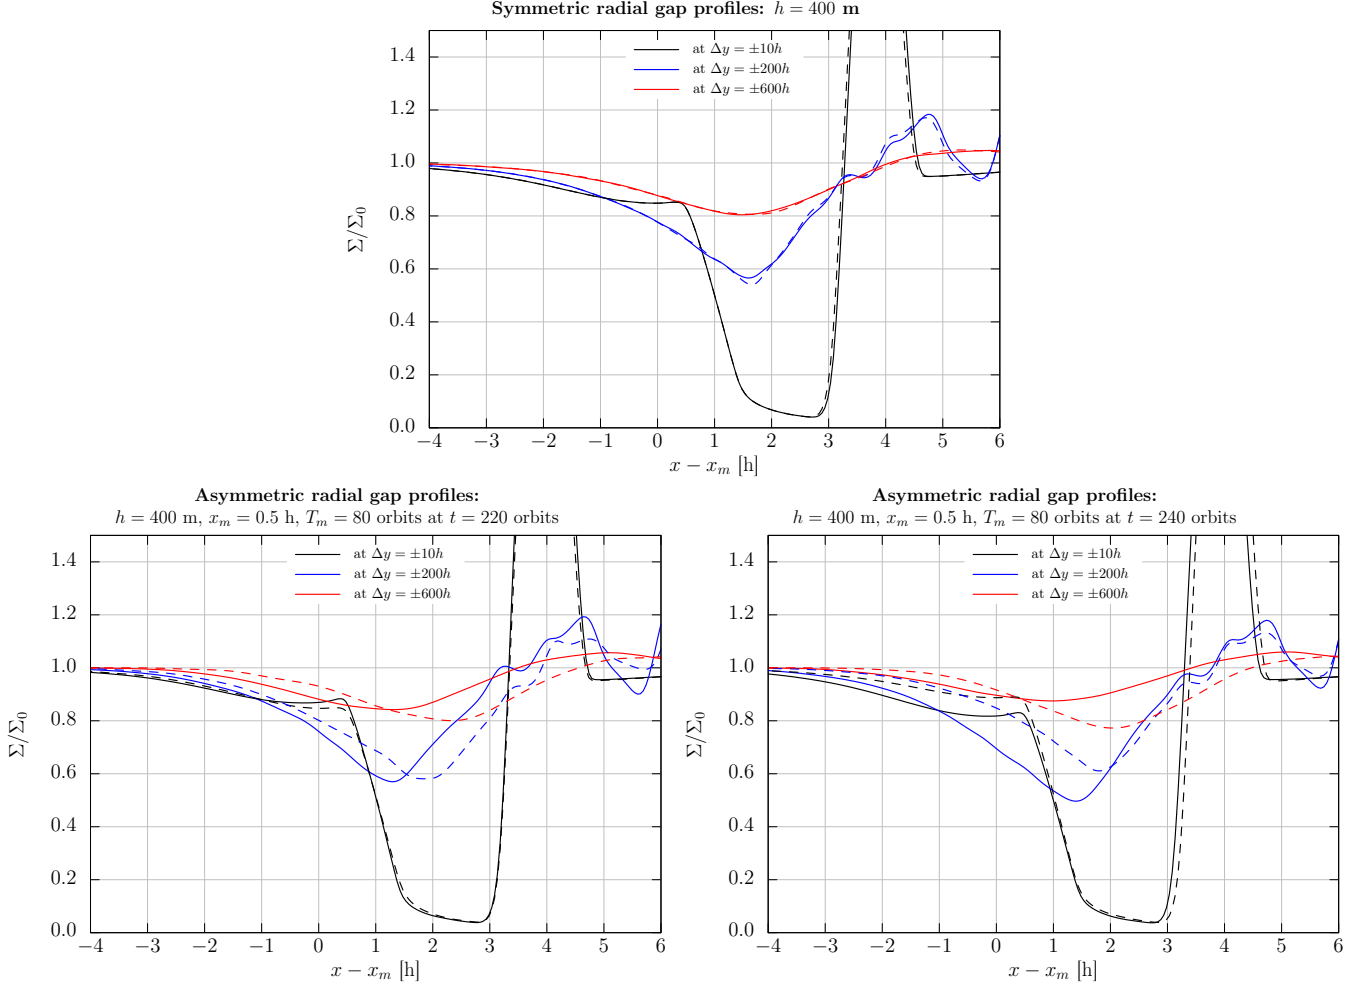 Symmetric radial gap profiles: h = 400 m
1.4
1.2
1.0
0.8
0.6
0.4
0.2
0.0
Σ/Σ₀
at Δy = ±10h
at Δy = ±200h
at Δy = ±600h
−4 −3 −2 −1 0 1 2 3 4 5 6
x − xₘ [h]
Asymmetric radial gap profiles:
h = 400 m, xₘ = 0.5 h, Tₘ = 80 orbits at t = 220 orbits
1.4
1.2
1.0
0.8
0.6
0.4
0.2
0.0
Σ/Σ₀
at Δy = ±10h
at Δy = ±200h
at Δy = ±600h
−4 −3 −2 −1 0 1 2 3 4 5 6
x − xₘ [h]
Asymmetric radial gap profiles:
h = 400 m, xₘ = 0.5 h, Tₘ = 80 orbits at t = 240 orbits
1.4
1.2
1.0
0.8
0.6
0.4
0.2
0.0
Σ/Σ₀
at Δy = ±10h
at Δy = ±200h
at Δy = ±600h
−4 −3 −2 −1 0 1 2 3 4 5 6
x − xₘ [h]